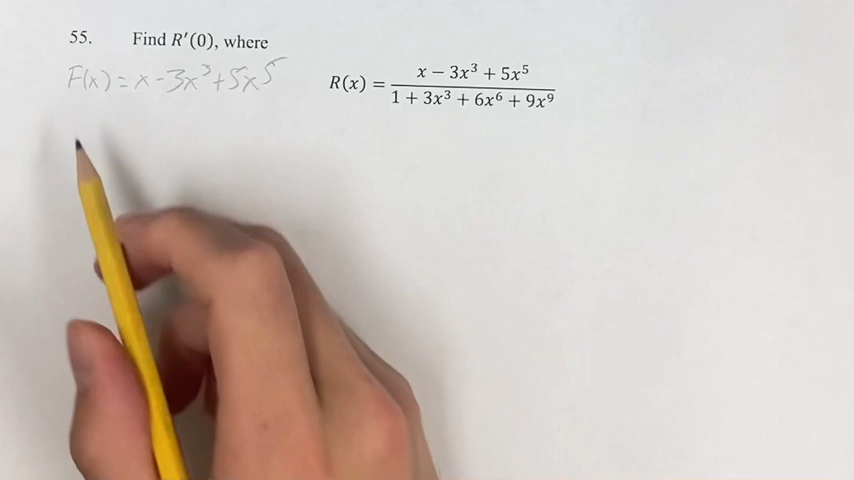 55. Find R′(0), where
F(x) = x - 3x³ + 5x⁵
R(x) = (x − 3x³ + 5x⁵) / (1 + 3x³ + 6x⁶ + 9x⁹)